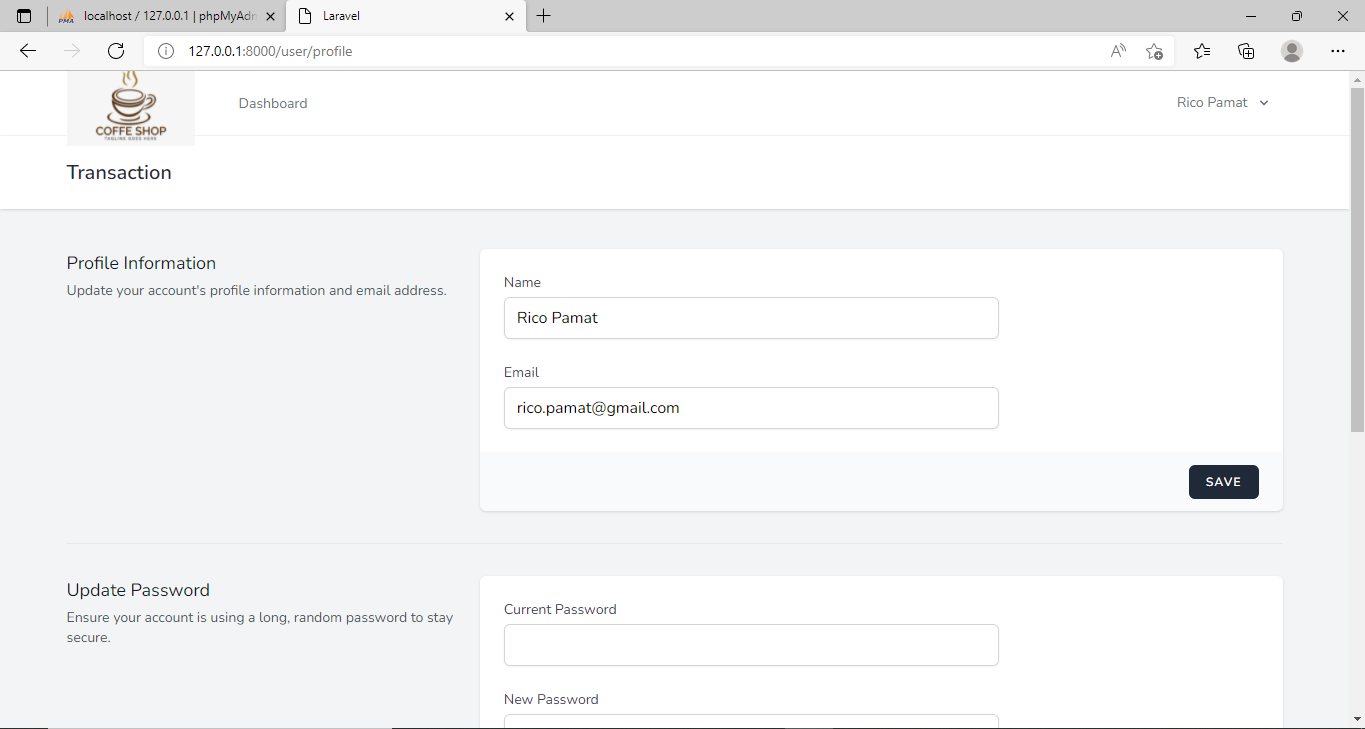 localhost / 127.0.0.1 | phpMyAdm
Laravel
127.0.0.1:8000/user/profile
COFFE SHOP
TAGLINE GOES HERE
Dashboard
Rico Pamat
Transaction
Profile Information
Update your account's profile information and email address.
Name
Rico Pamat
Email
rico.pamat@gmail.com
SAVE
Update Password
Ensure your account is using a long, random password to stay
secure.
Current Password
New Password